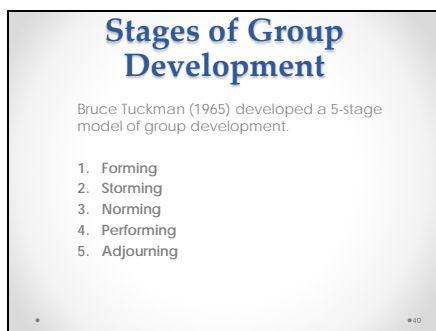 Stages of Group
Development
Bruce Tuckman (1965) developed a 5-stage
model of group development.
1. Forming
2. Storming
3. Norming
4. Performing
5. Adjourning
40